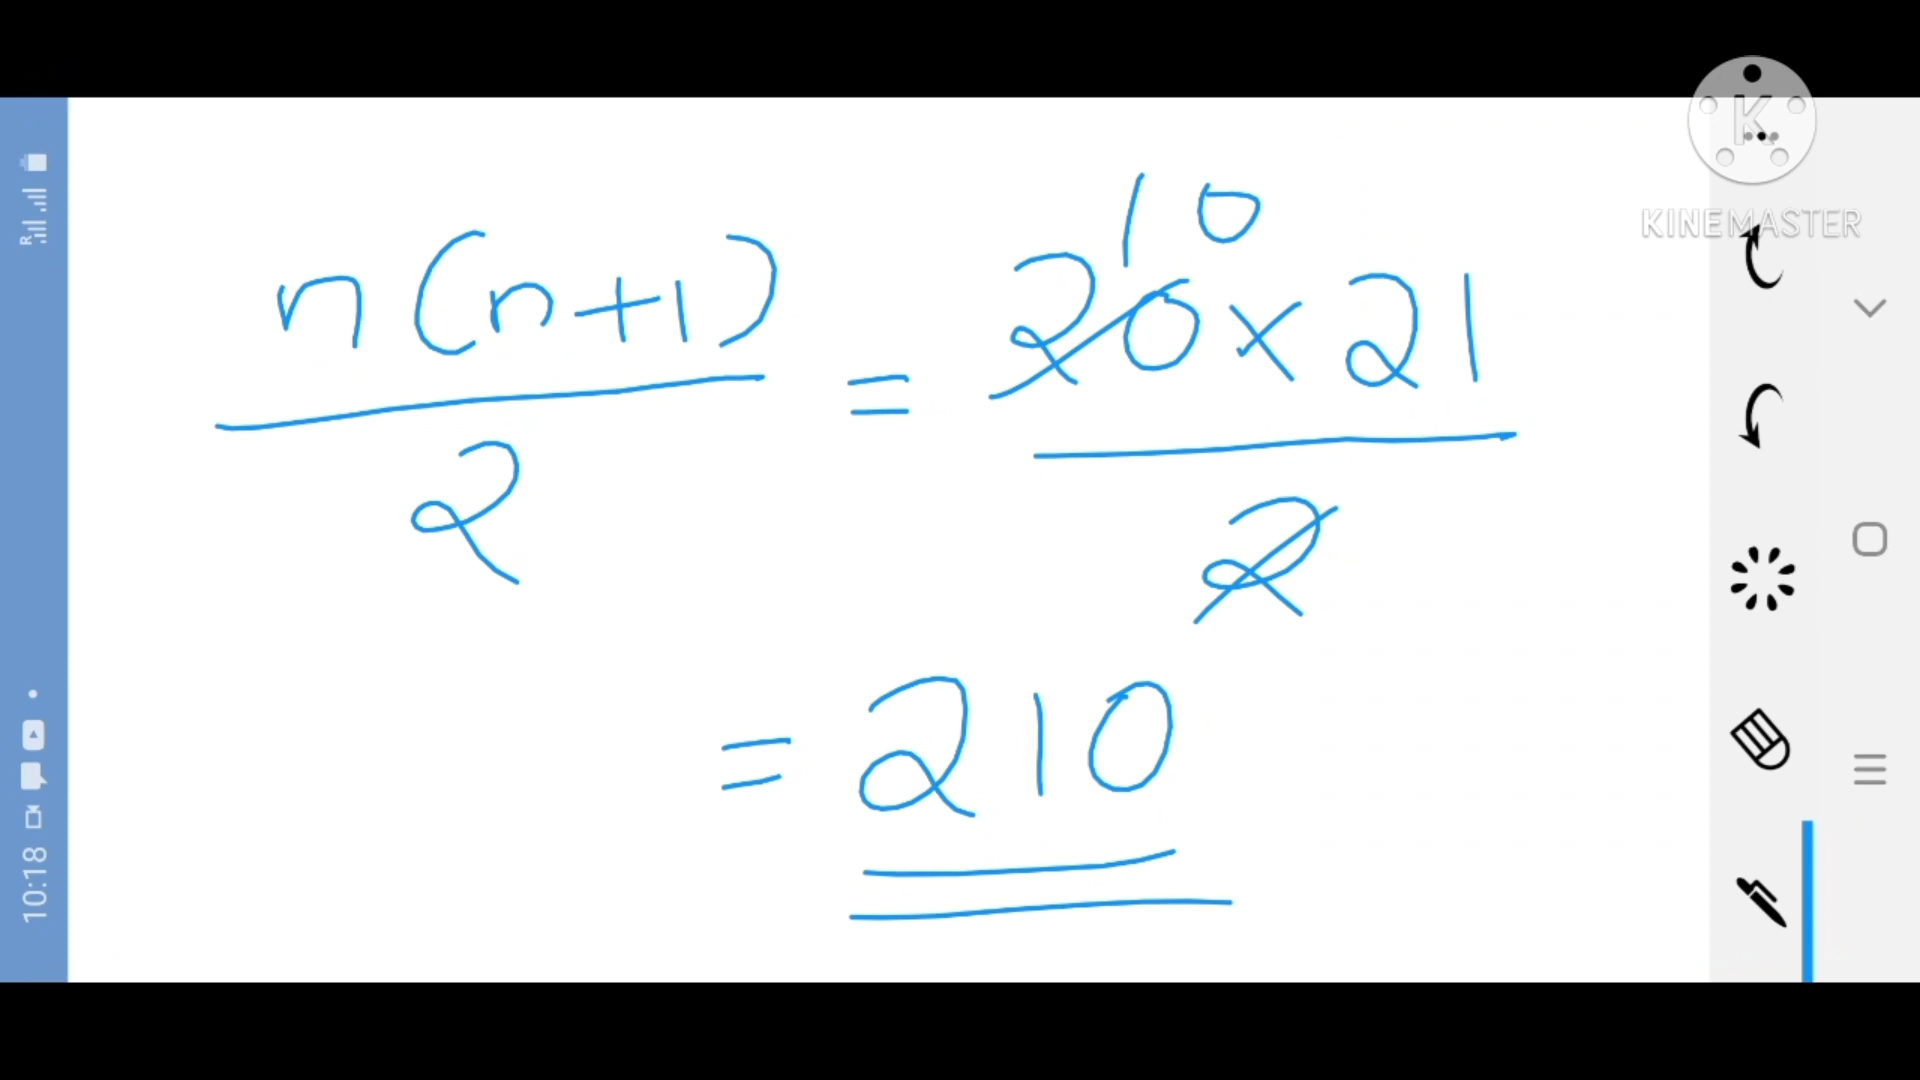 KINEMASTER
10
n(n+1) = 20×21
2 2
= 210
10:18